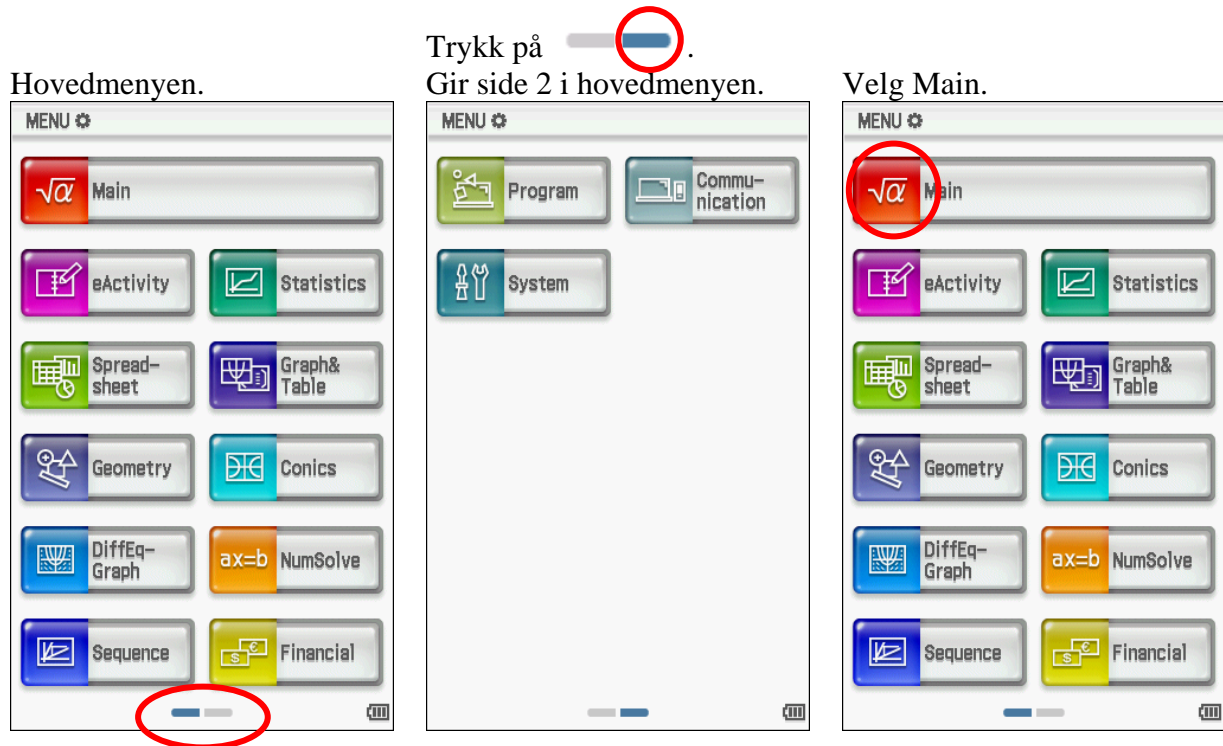 Hovedmenyen.
MENU
√α Main
eActivity
Statistics
Spread-
sheet
Graph&
Table
Geometry
Conics
DiffEq-
Graph
ax=b NumSolve
Sequence
$ € Financial
Trykk på .
Gir side 2 i hovedmenyen.
MENU
Program
Commu-
nication
System
Velg Main.
MENU
√α Main
eActivity
Statistics
Spread-
sheet
Graph&
Table
Geometry
Conics
DiffEq-
Graph
ax=b NumSolve
Sequence
$ € Financial